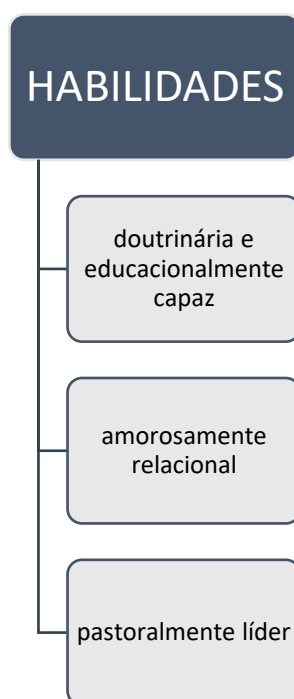 HABILIDADES
doutrinária e
educacionalmente
capaz
amorosamente
relacional
pastoralmente líder